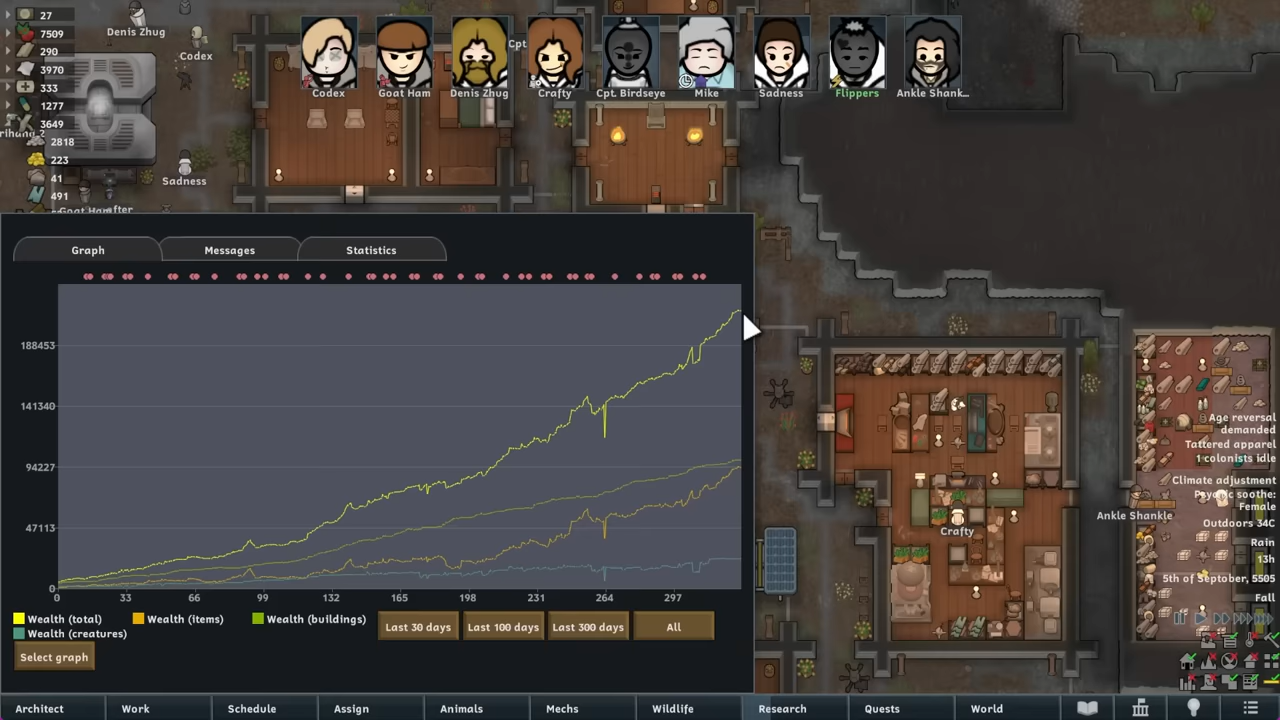 27
7509
290
3970
333
1277
3649
2818
223
41
491
Denis Zhug
Codex
Sadness
Cpt
Codex
Goat Ham
Denis Zhug
Crafty
Cpt. Birdseye
Mike
Sadness
Flippers
Ankle Shank...
Graph
Messages
Statistics
188453
141340
94227
47113
0
0
33
66
99
132
165
198
231
264
297
Wealth (total)
Wealth (items)
Wealth (buildings)
Wealth (creatures)
Last 30 days
Last 100 days
Last 300 days
All
Select graph
Crafty
Ankle Shankle
Age reversal
demanded
Tattered apparel
1 colonists idle
Climate adjustment
Psychic soothe:
Female
Outdoors 34C
Rain
13h
5th of September, 5505
Fall
Architect
Work
Schedule
Assign
Animals
Mechs
Wildlife
Research
Quests
World